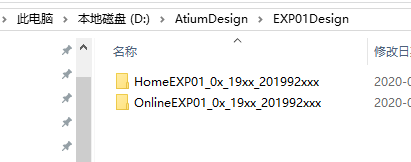 此电脑 › 本地磁盘 (D:) › AtiumDesign › EXP01Design
名称 修改日
HomeEXP01_0x_19xx_201992xxx 2020-0
OnlineEXP01_0x_19xx_201992xxx 2020-0